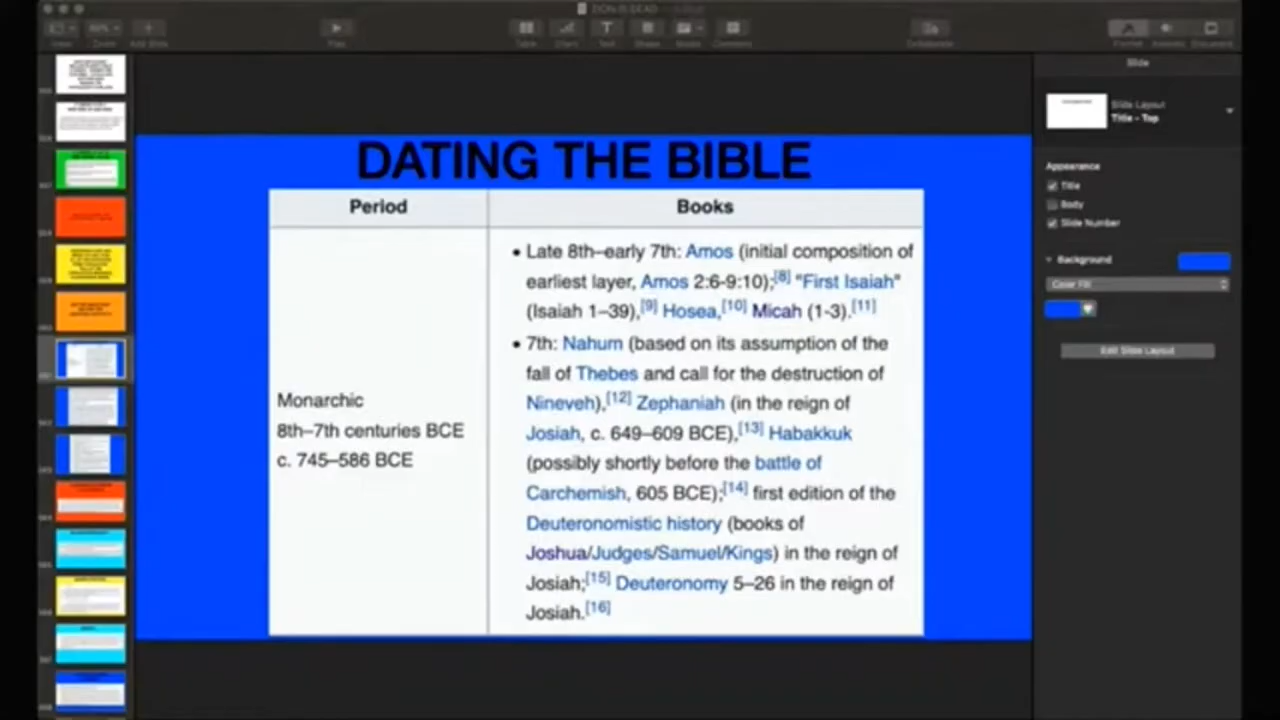 DATING THE BIBLE
Period
Books
Monarchic
8th–7th centuries BCE
c. 745–586 BCE
• Late 8th–early 7th: Amos (initial composition of
earliest layer, Amos 2:6-9:10);[8] "First Isaiah"
(Isaiah 1–39),[9] Hosea,[10] Micah (1-3).[11]
• 7th: Nahum (based on its assumption of the
fall of Thebes and call for the destruction of
Nineveh),[12] Zephaniah (in the reign of
Josiah, c. 649–609 BCE),[13] Habakkuk
(possibly shortly before the battle of
Carchemish, 605 BCE);[14] first edition of the
Deuteronomistic history (books of
Joshua/Judges/Samuel/Kings) in the reign of
Josiah;[15] Deuteronomy 5–26 in the reign of
Josiah.[16]
Slide
Slide Layout
Title - Top
Appearance
Title
Body
Slide Number
Background
Color Fill
Edit Slide Layout